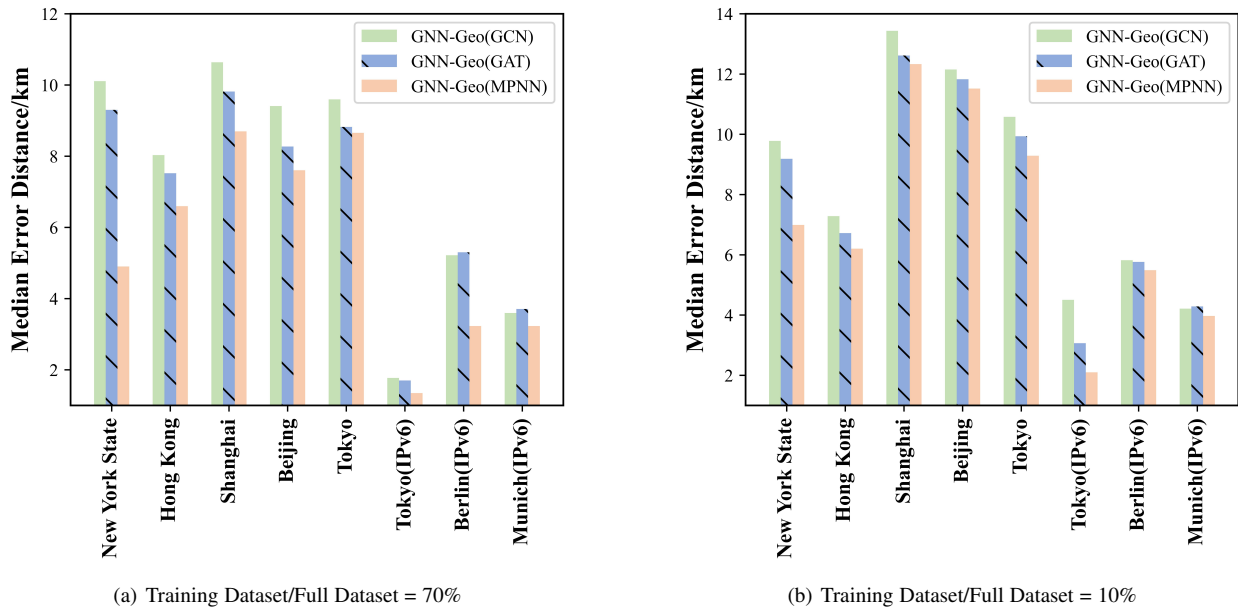 12
10
8
6
4
2
Median Error Distance/km
GNN-Geo(GCN)
GNN-Geo(GAT)
GNN-Geo(MPNN)
New York State
Hong Kong
Shanghai
Beijing
Tokyo
Tokyo(IPv6)
Berlin(IPv6)
Munich(IPv6)
(a) Training Dataset/Full Dataset = 70%
14
12
10
8
6
4
2
Median Error Distance/km
GNN-Geo(GCN)
GNN-Geo(GAT)
GNN-Geo(MPNN)
New York State
Hong Kong
Shanghai
Beijing
Tokyo
Tokyo(IPv6)
Berlin(IPv6)
Munich(IPv6)
(b) Training Dataset/Full Dataset = 10%